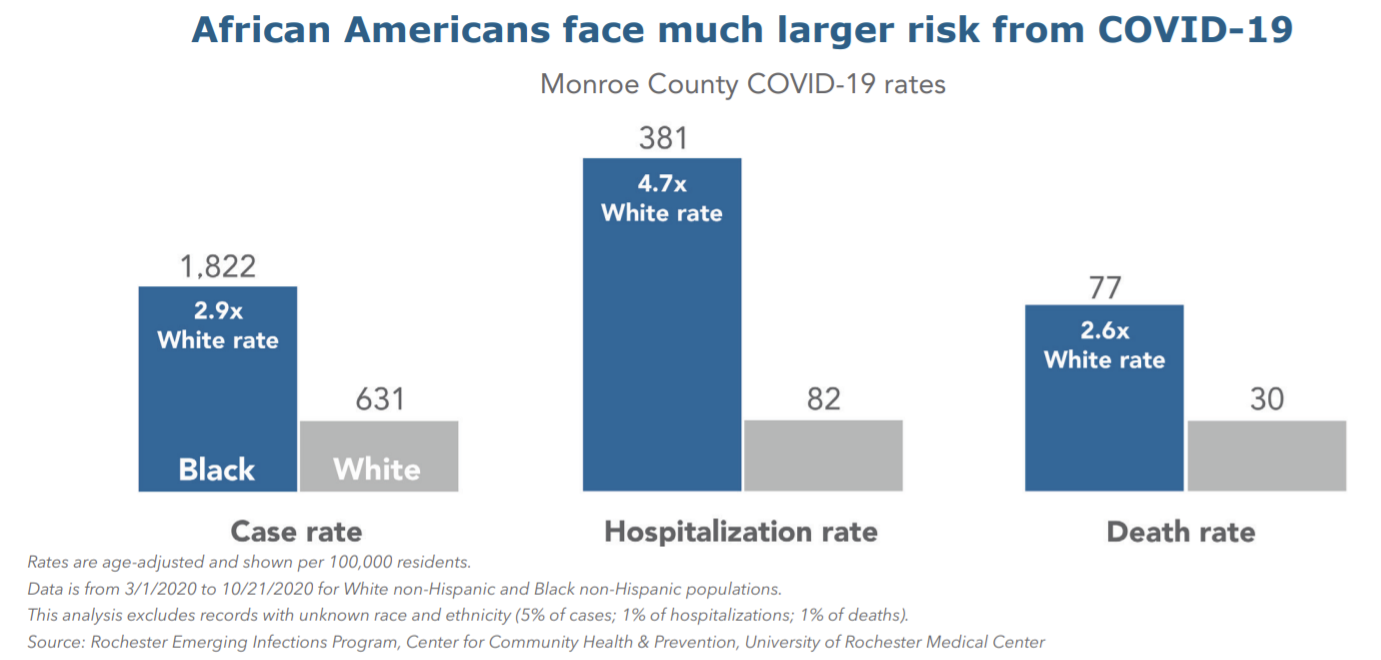 African Americans face much larger risk from COVID-19
Monroe County COVID-19 rates
1,822
2.9x
White rate
Black
631
White
Case rate
381
4.7x
White rate
82
Hospitalization rate
77
2.6x
White rate
30
Death rate
Rates are age-adjusted and shown per 100,000 residents.
Data is from 3/1/2020 to 10/21/2020 for White non-Hispanic and Black non-Hispanic populations.
This analysis excludes records with unknown race and ethnicity (5% of cases; 1% of hospitalizations; 1% of deaths).
Source: Rochester Emerging Infections Program, Center for Community Health & Prevention, University of Rochester Medical Center